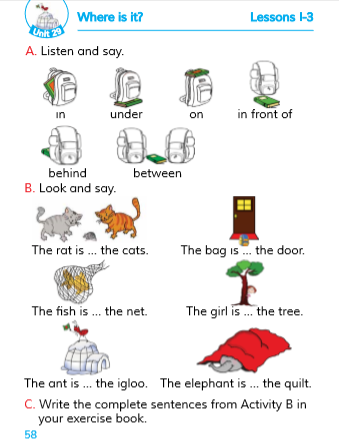 Unit 29
Where is it? Lessons 1-3
A. Listen and say.
in under on in front of
behind between
B. Look and say.
The rat is ... the cats. The bag is ... the door.
The fish is ... the net. The girl is ... the tree.
The ant is ... the igloo. The elephant is ... the quilt.
C. Write the complete sentences from Activity B in
your exercise book.
58